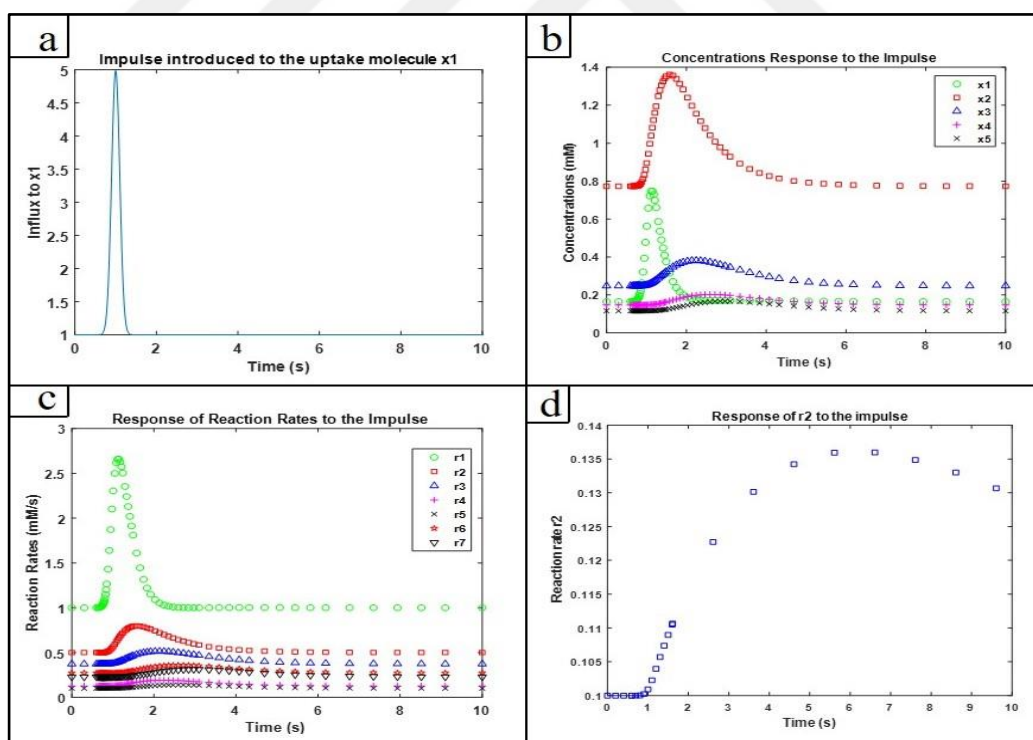 a
Impulse introduced to the uptake molecule x1
5
4.5
4
3.5
3
2.5
2
1.5
1
Influx to x1
0
2
4
6
8
10
Time (s)
b
Concentrations Response to the Impulse
1.4
1.2
1
0.8
0.6
0.4
0.2
0
Concentrations (mM)
x1
x2
x3
x4
x5
0
2
4
6
8
10
Time (s)
c
Response of Reaction Rates to the Impulse
3
2.5
2
1.5
1
0.5
0
Reaction Rates (mM/s)
r1
r2
r3
r4
r5
r6
r7
0
2
4
6
8
10
Time (s)
d
Response of r2 to the impulse
0.14
0.135
0.13
0.125
0.12
0.115
0.11
0.105
0.1
Reaction rate r2
0
1
2
3
4
5
6
7
8
9
10
Time (s)